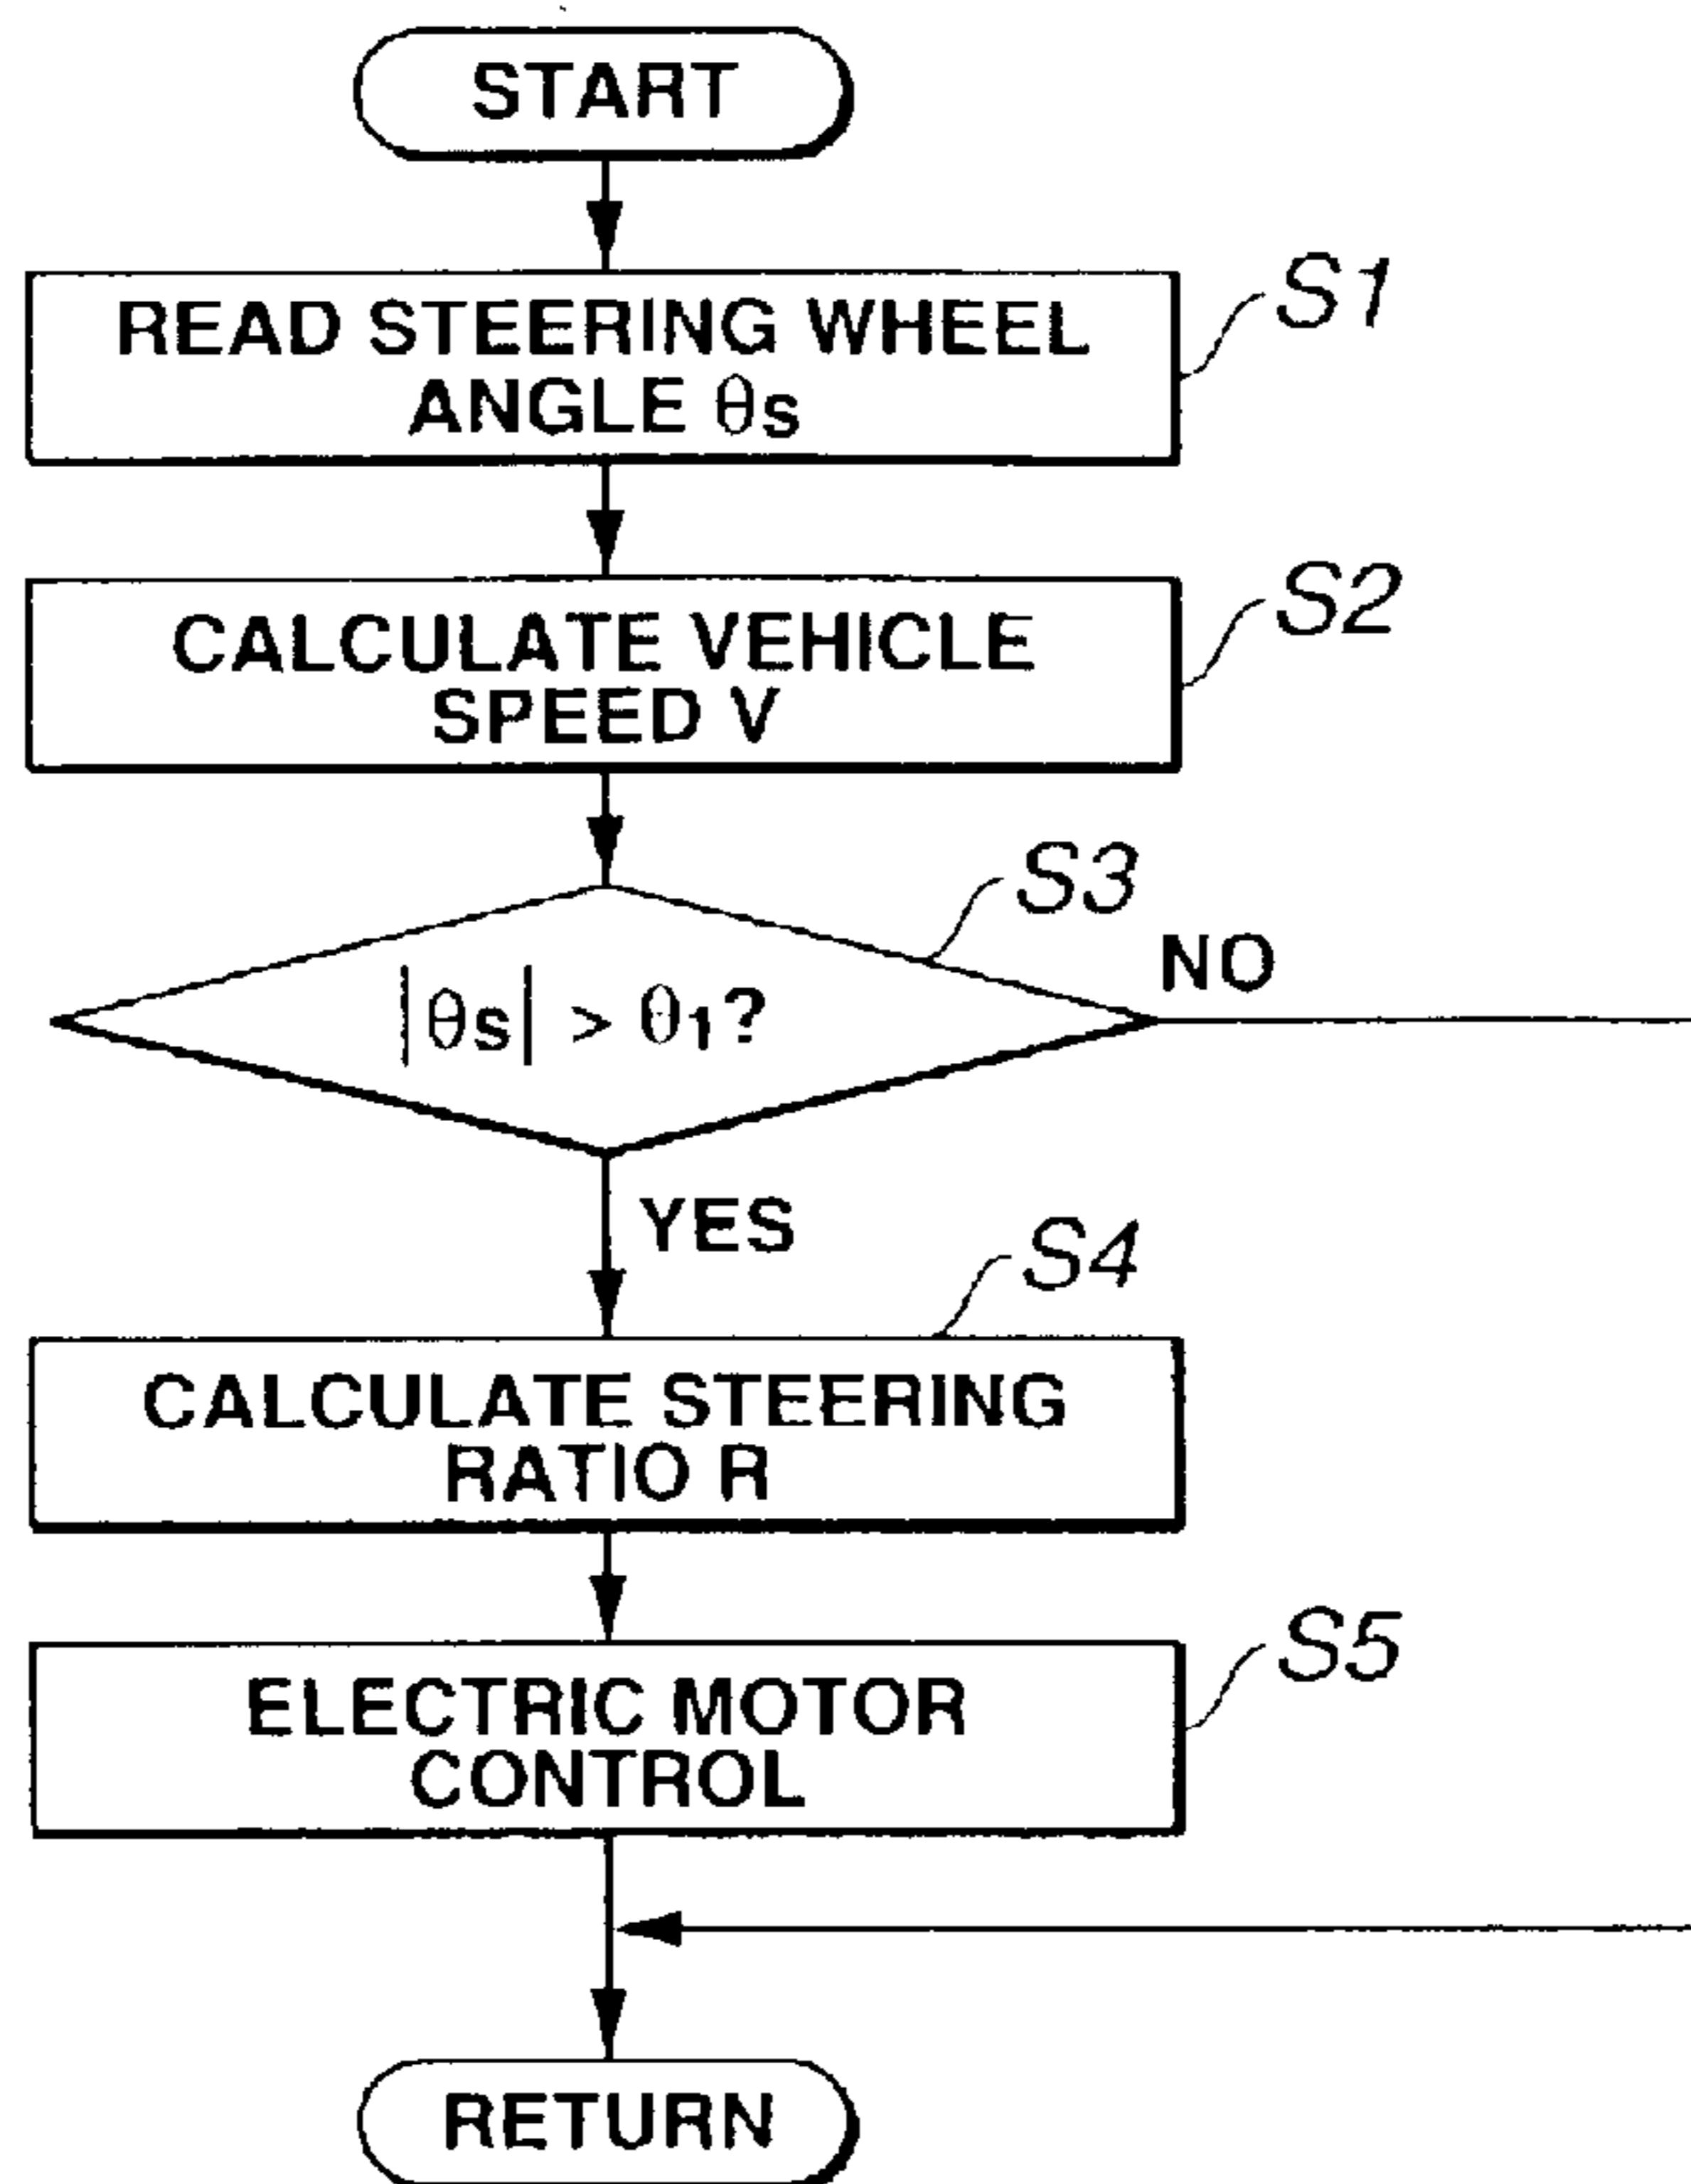 START
READ STEERING WHEEL
ANGLE θs
S1
CALCULATE VEHICLE
SPEED V
S2
S3
|θs| > θ1?
NO
YES
S4
CALCULATE STEERING
RATIO R
ELECTRIC MOTOR
CONTROL
S5
RETURN